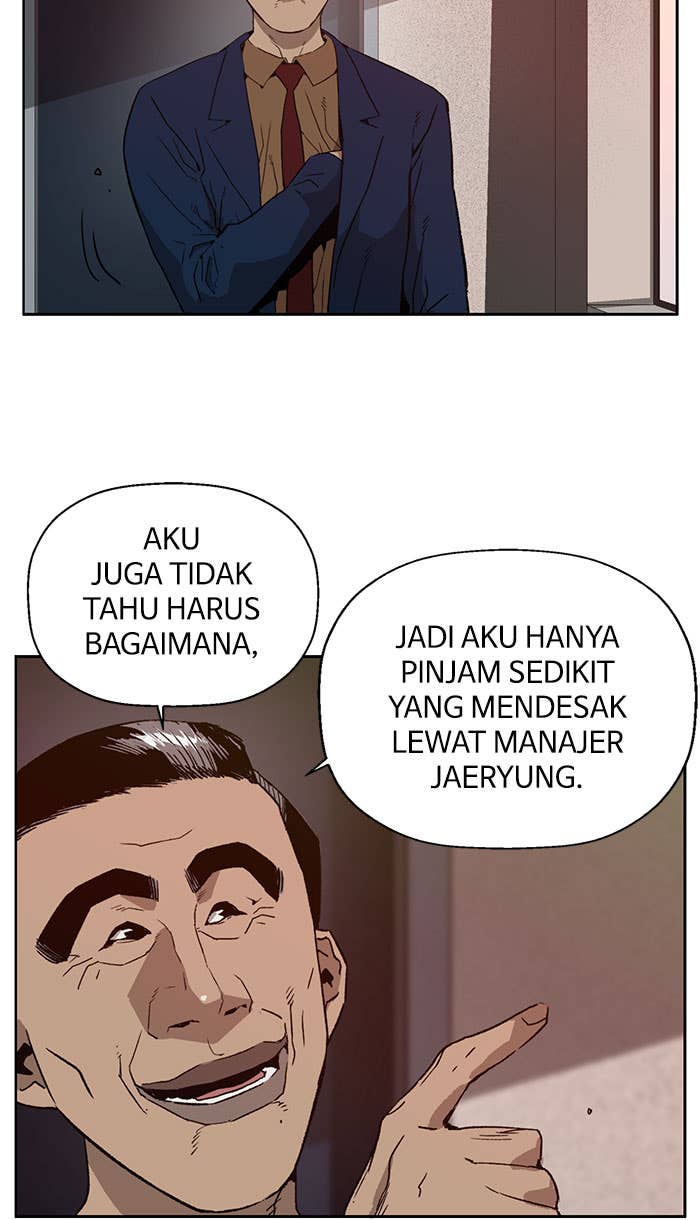 AKU
JUGA TIDAK
TAHU HARUS
BAGAIMANA,
JADI AKU HANYA
PINJAM SEDIKIT
YANG MENDESAK
LEWAT MANAJER
JAERYUNG.